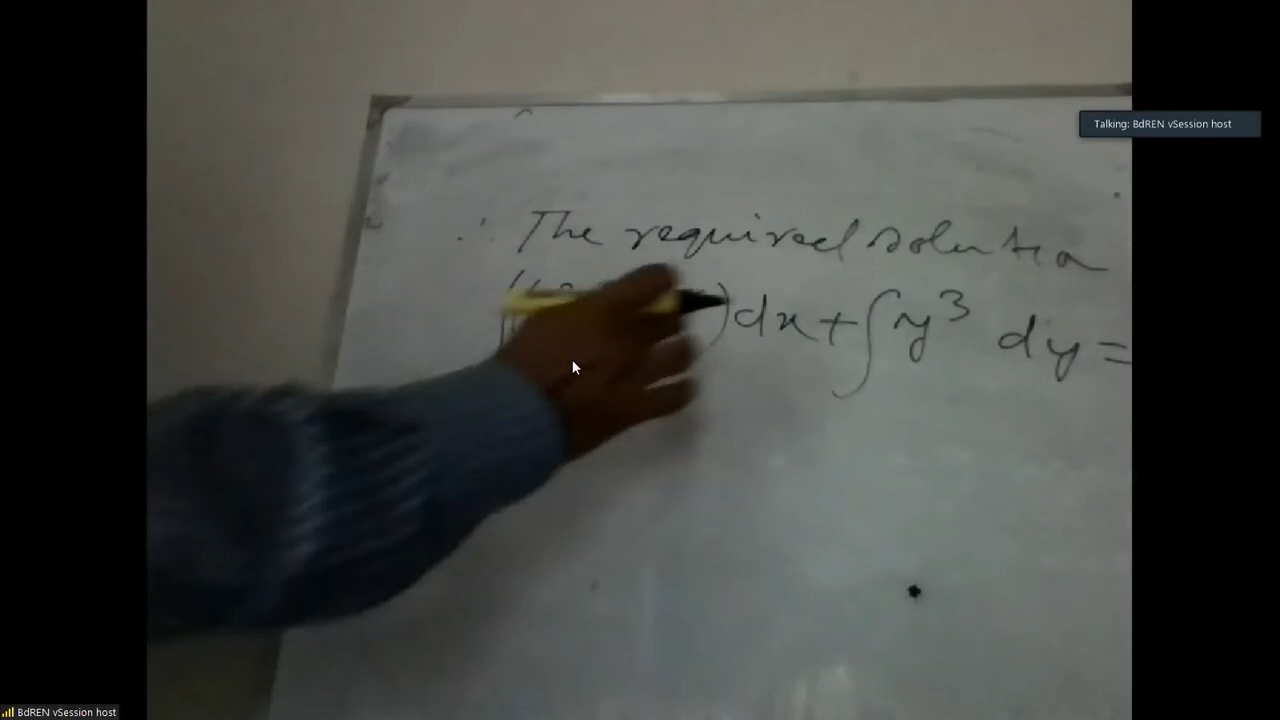 Talking: BdREN vSession host
∴ The required solution
)dx + ∫ y³ dy =
BdREN vSession host